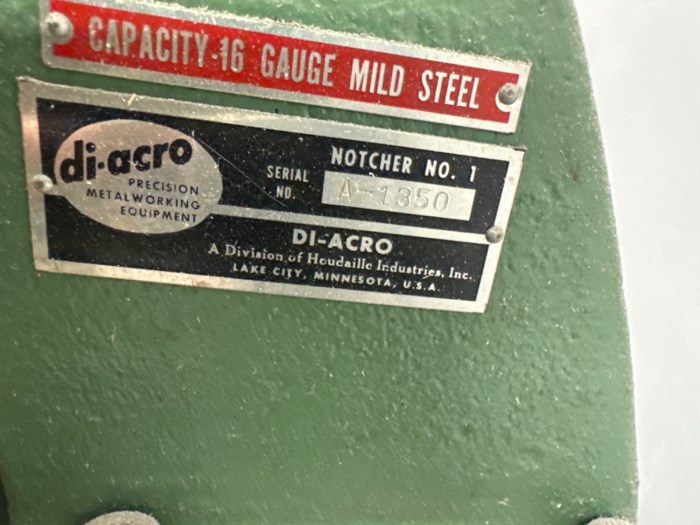 CAPACITY-16 GAUGE MILD STEEL
di-acro
PRECISION
METALWORKING
EQUIPMENT
NOTCHER NO. 1
SERIAL
NO.
A-1350
DI-ACRO
A Division of Houdaille Industries, Inc.
LAKE CITY, MINNESOTA, U.S.A.